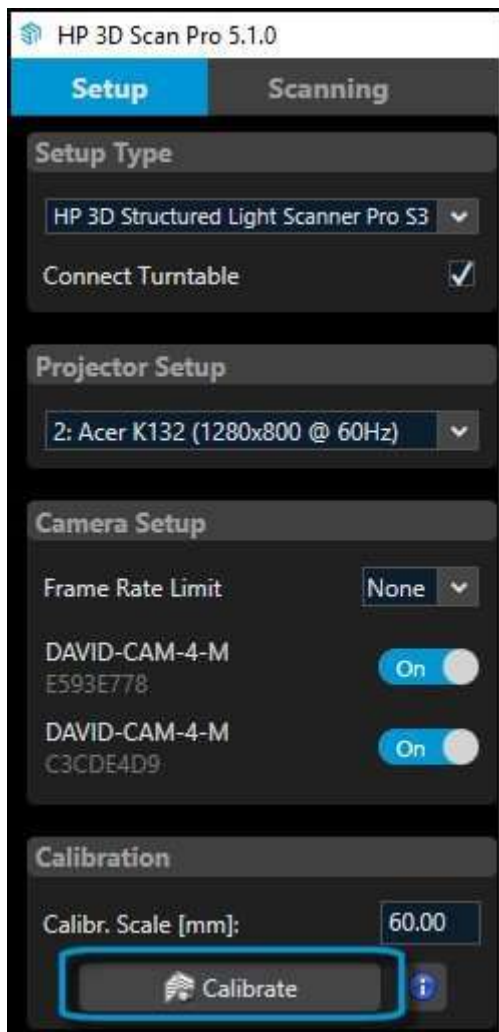 HP 3D Scan Pro 5.1.0
Setup Scanning
Setup Type
HP 3D Structured Light Scanner Pro S3
Connect Turntable
Projector Setup
2: Acer K132 (1280x800 @ 60Hz)
Camera Setup
Frame Rate Limit None
DAVID-CAM-4-M
E593E778
On
DAVID-CAM-4-M
C3CDE4D9
On
Calibration
Calibr. Scale [mm]: 60.00
Calibrate i